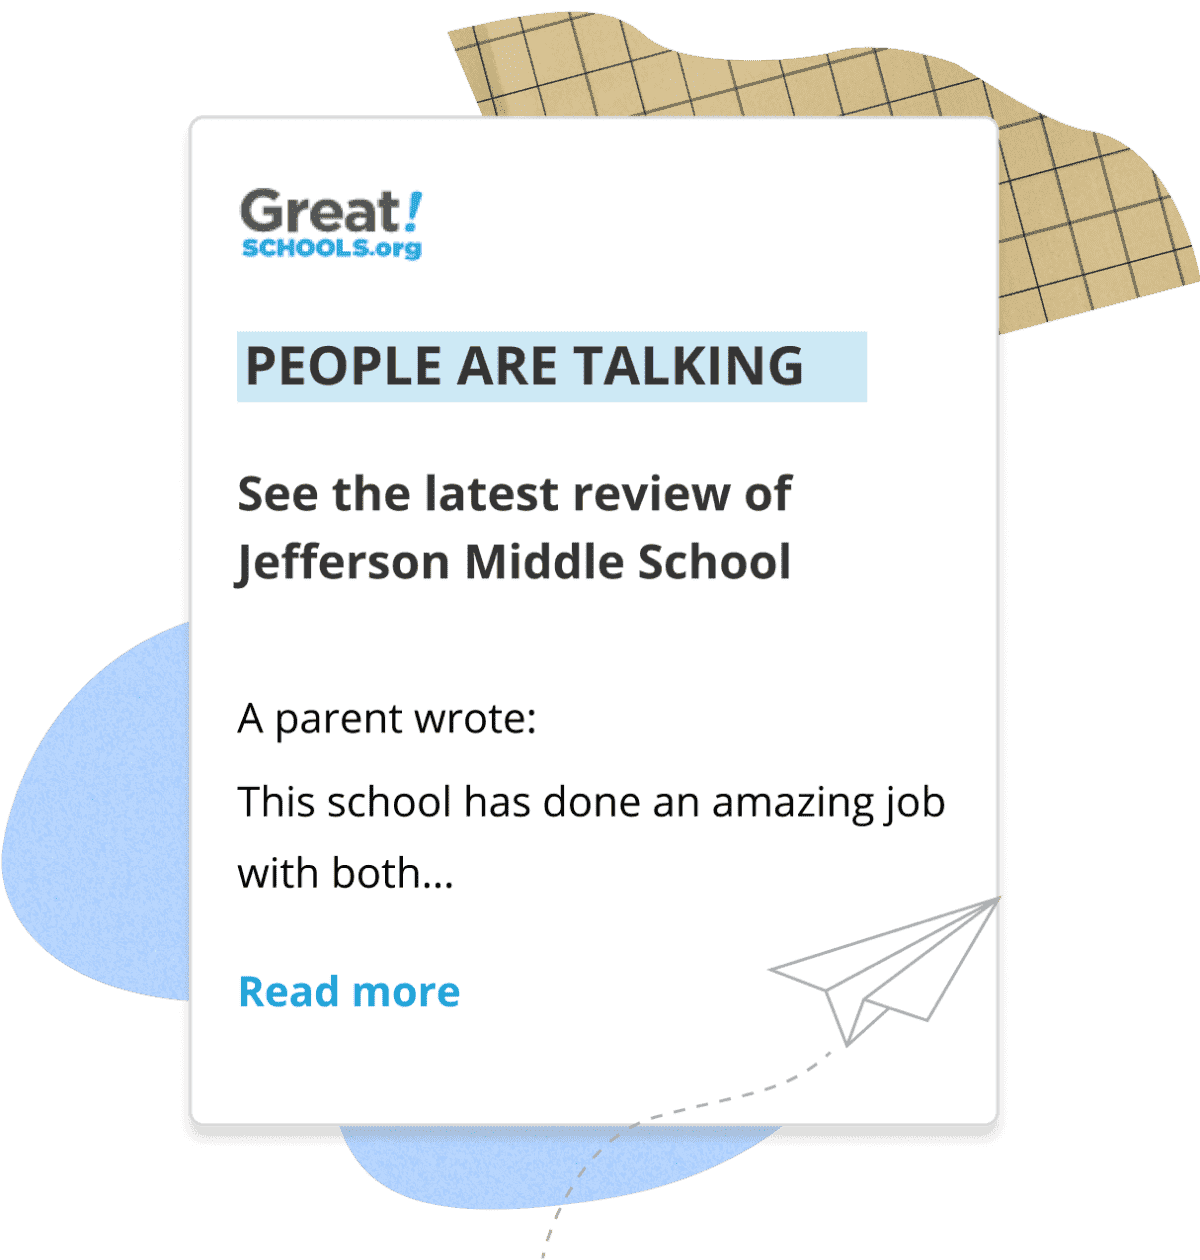 Great!
SCHOOLS.org
PEOPLE ARE TALKING
See the latest review of
Jefferson Middle School
A parent wrote:
This school has done an amazing job
with both...
Read more